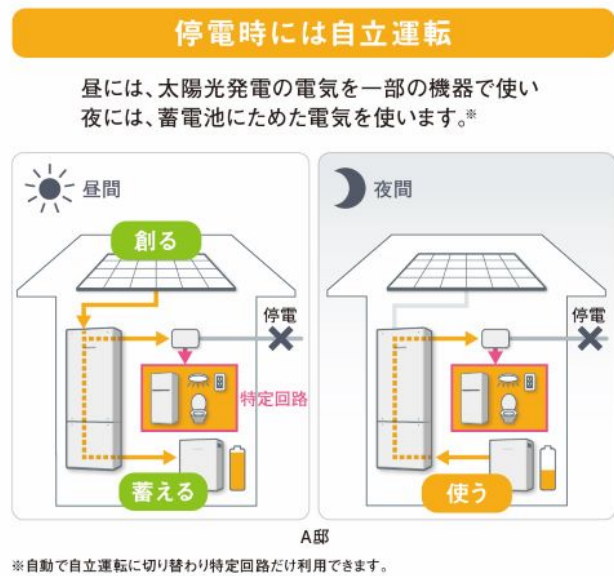 停電時には自立運転
昼には、太陽光発電の電気を一部の機器で使い
夜には、蓄電池にためた電気を使います。※
昼間
創る
停電
特定回路
蓄える
夜間
停電
使う
A邸
※自動で自立運転に切り替わり特定回路だけ利用できます。